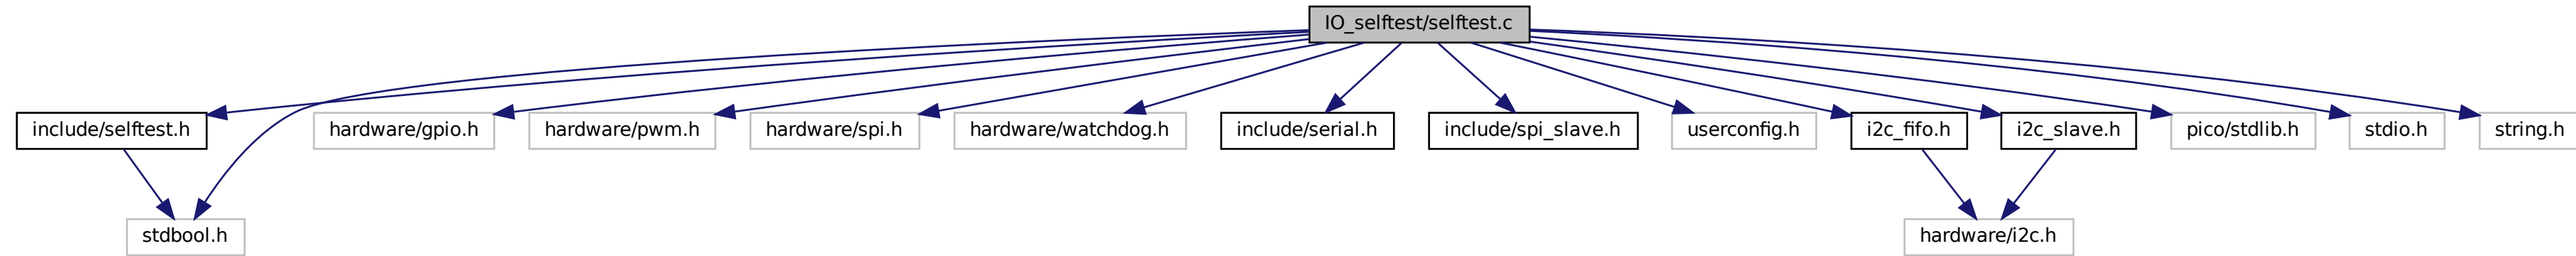 IO_selftest/selftest.c
include/selftest.h
hardware/gpio.h
hardware/pwm.h
hardware/spi.h
hardware/watchdog.h
include/serial.h
include/spi_slave.h
userconfig.h
i2c_fifo.h
i2c_slave.h
pico/stdlib.h
stdio.h
string.h
stdbool.h
hardware/i2c.h